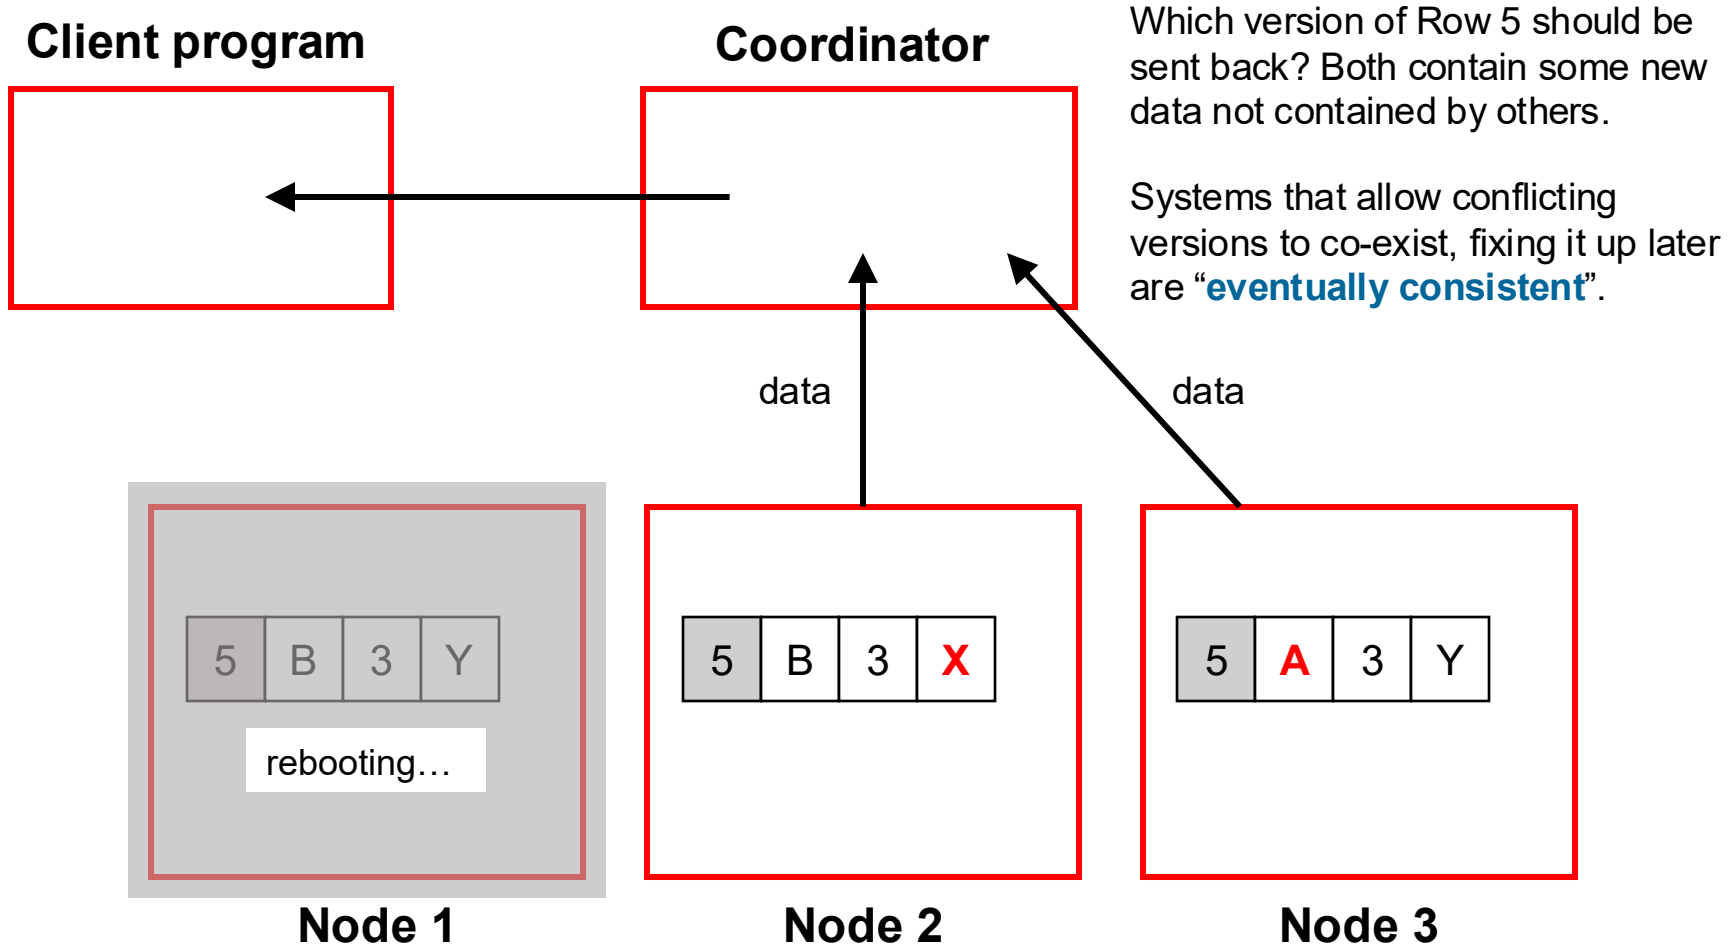 Client program
Coordinator
Which version of Row 5 should be
sent back? Both contain some new
data not contained by others.
Systems that allow conflicting
versions to co-exist, fixing it up later
are “eventually consistent”.
data
data
5 B 3 Y
rebooting…
5 B 3 X
5 A 3 Y
Node 1
Node 2
Node 3